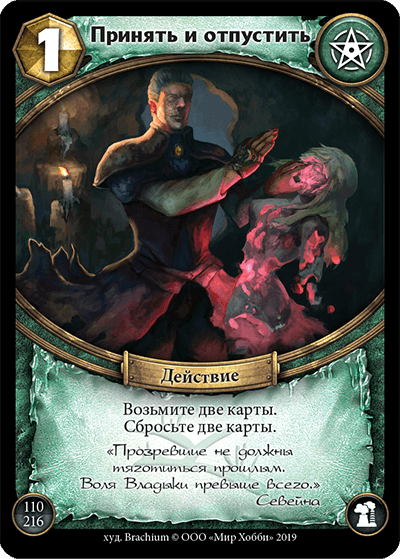 1
Принять и отпустить
Действие
Возьмите две карты.
Сбросьте две карты.
«Прозревшие не должны
тяготиться прошлым.
Воля Владыки превыше всего.»
Севейна
110
216
худ. Brachium © ООО «Мир Хобби» 2019